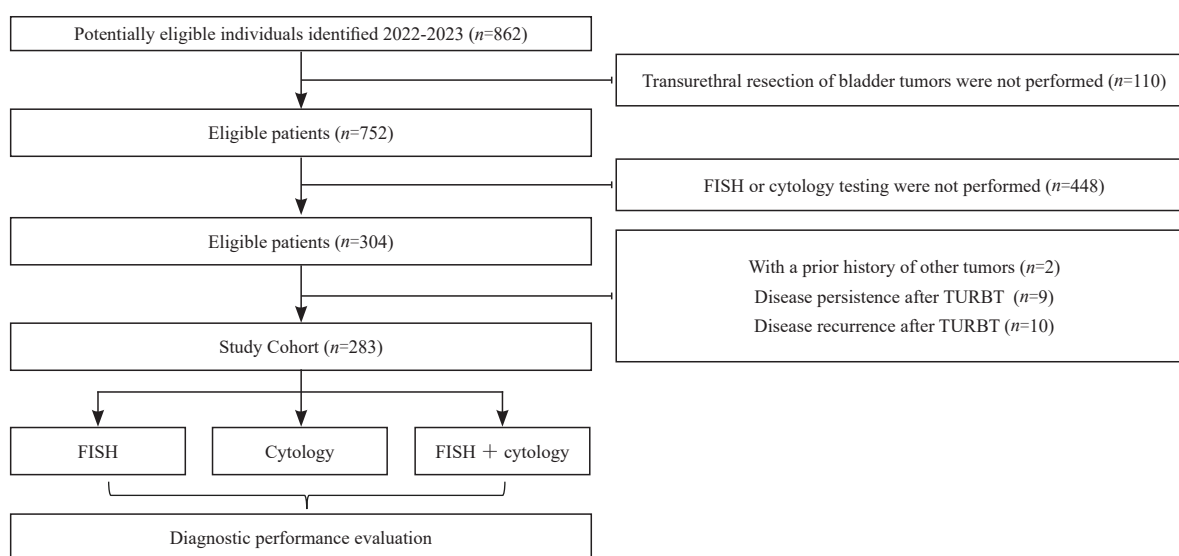 Potentially eligible individuals identified 2022-2023 (n=862)
Transurethral resection of bladder tumors were not performed (n=110)
Eligible patients (n=752)
FISH or cytology testing were not performed (n=448)
Eligible patients (n=304)
With a prior history of other tumors (n=2)
Disease persistence after TURBT (n=9)
Disease recurrence after TURBT (n=10)
Study Cohort (n=283)
FISH
Cytology
FISH + cytology
Diagnostic performance evaluation